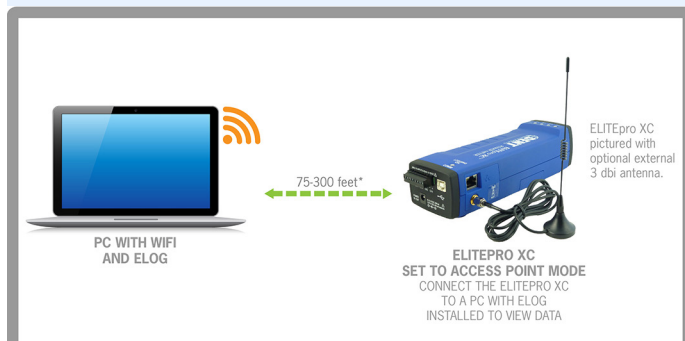 75-300 feet*
ELITEpro XC
pictured with
optional external
3 dbi antenna.
PC WITH WIFI
AND ELOG
ELITEPRO XC
SET TO ACCESS POINT MODE
CONNECT THE ELITEPRO XC
TO A PC WITH ELOG
INSTALLED TO VIEW DATA